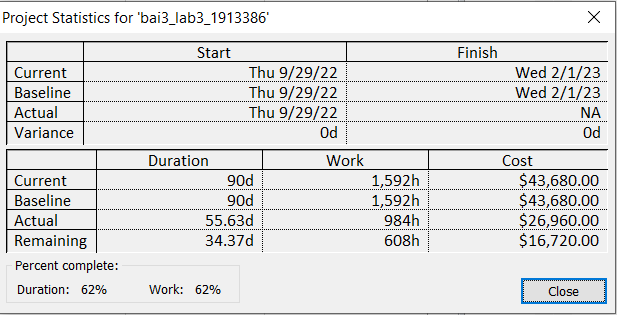 Project Statistics for 'bai3_lab3_1913386'
Start Finish
Current Thu 9/29/22 Wed 2/1/23
Baseline Thu 9/29/22 Wed 2/1/23
Actual Thu 9/29/22 NA
Variance 0d 0d
Duration Work Cost
Current 90d 1,592h $43,680.00
Baseline 90d 1,592h $43,680.00
Actual 55.63d 984h $26,960.00
Remaining 34.37d 608h $16,720.00
Percent complete:
Duration: 62% Work: 62%
Close